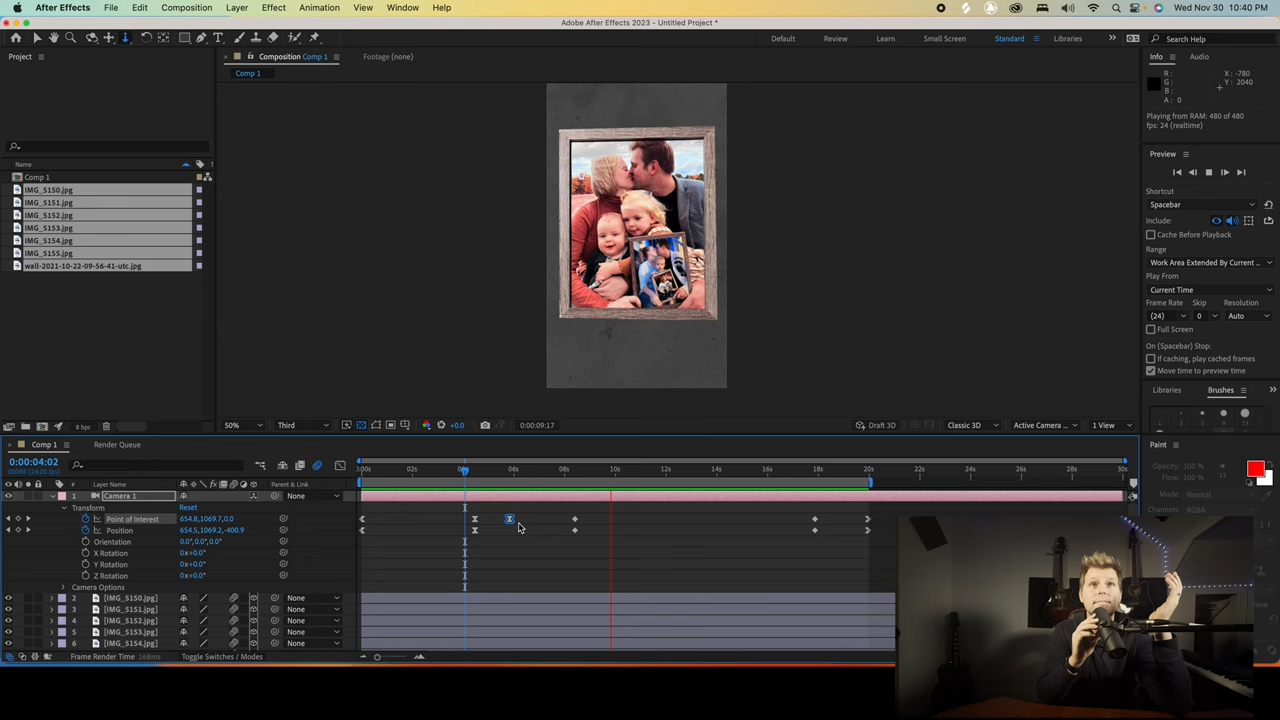 After Effects File Edit Composition Layer Effect Animation View Window Help Wed Nov 30 10:40 PM
Adobe After Effects 2023 - Untitled Project *
Default Review Learn Small Screen Standard Libraries Search Help
Project
Composition Comp 1
Footage (none)
Comp 1
Name
Comp 1
IMG_5150.jpg
IMG_5151.jpg
IMG_5152.jpg
IMG_5153.jpg
IMG_5154.jpg
IMG_5155.jpg
wall-2021-10-22-09-56-41-utc.jpg
8 bpc
50% Third +0.0 0:00:09:17 Draft 3D Classic 3D Active Camera ... 1 View
Info Audio
R: X: -780
G: Y: 2040
B:
A: 0
Playing from RAM: 480 of 480
fps: 24 (realtime)
Preview
Shortcut
Spacebar
Include:
Cache Before Playback
Range
Work Area Extended By Current ...
Play From
Current Time
Frame Rate Skip Resolution
(24) 0 Auto
Full Screen
On (Spacebar) Stop:
If caching, play cached frames
Move time to preview time
Libraries Brushes
Paint
Opacity: 100 %
Flow: 100 %
Mode: Normal
Channels: RGBA
Comp 1 Render Queue
0:00:04:02
00098 (24.00 fps)
:00s 02s 04s 06s 08s 10s 12s 14s 16s 18s 20s 22s 24s 26s 28s 30s
# Layer Name Parent & Link
1 Camera 1 None
Transform Reset
Point of Interest 654.8,1069.7,0.0
Position 654.5,1069.2,-400.9
Orientation 0.0°,0.0°,0.0°
X Rotation 0x+0.0°
Y Rotation 0x+0.0°
Z Rotation 0x+0.0°
Camera Options
2 [IMG_5150.jpg] None
3 [IMG_5151.jpg] None
4 [IMG_5152.jpg] None
5 [IMG_5153.jpg] None
6 [IMG_5154.jpg] None
Frame Render Time 168ms Toggle Switches / Modes